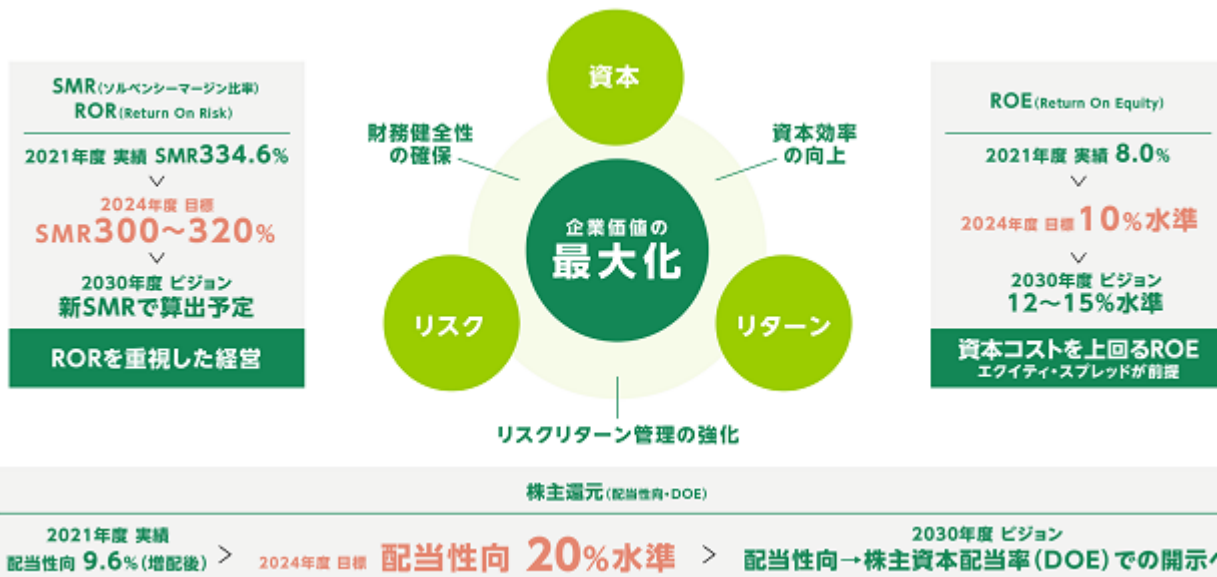 SMR(ソルベンシーマージン比率)
ROR(Return On Risk)
2021年度 実績 SMR334.6%
2024年度 目標
SMR300〜320%
2030年度 ビジョン
新SMRで算出予定
RORを重視した経営
資本
財務健全性
の確保
資本効率
の向上
企業価値の
最大化
リスク
リターン
リスクリターン管理の強化
ROE(Return On Equity)
2021年度 実績 8.0%
2024年度 目標 10%水準
2030年度 ビジョン
12〜15%水準
資本コストを上回るROE
エクイティ・スプレッドが前提
株主還元(配当性向・DOE)
2021年度 実績
配当性向 9.6%(増配後)
2024年度 目標 配当性向 20%水準
2030年度 ビジョン
配当性向→株主資本配当率(DOE)での開示へ